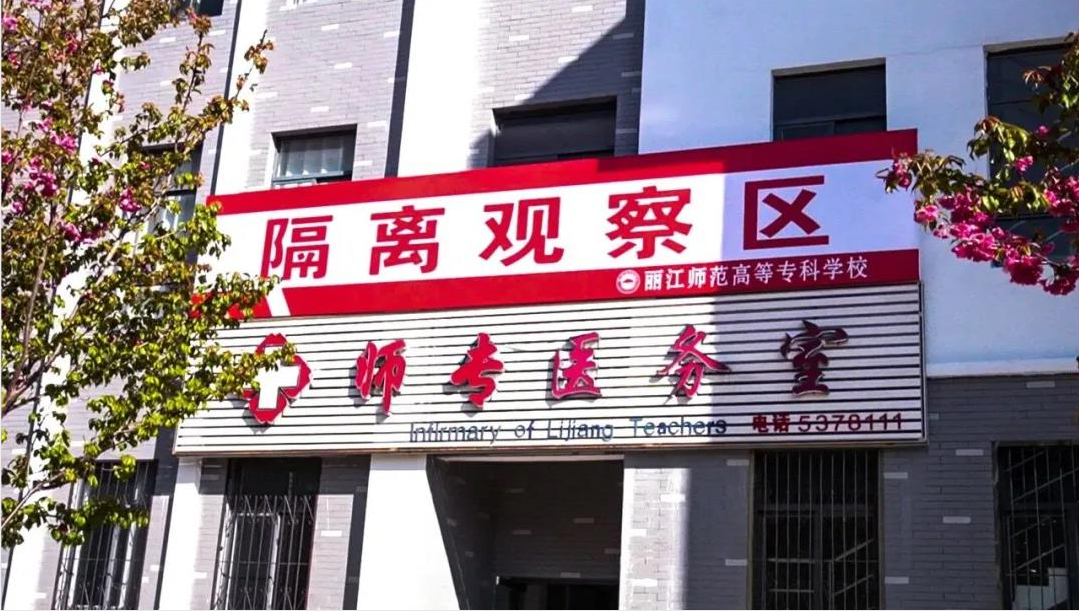 隔离观察区
丽江师范高等专科学校
师专医务室
Infirmary of Lijiang Teachers 电话 5378111